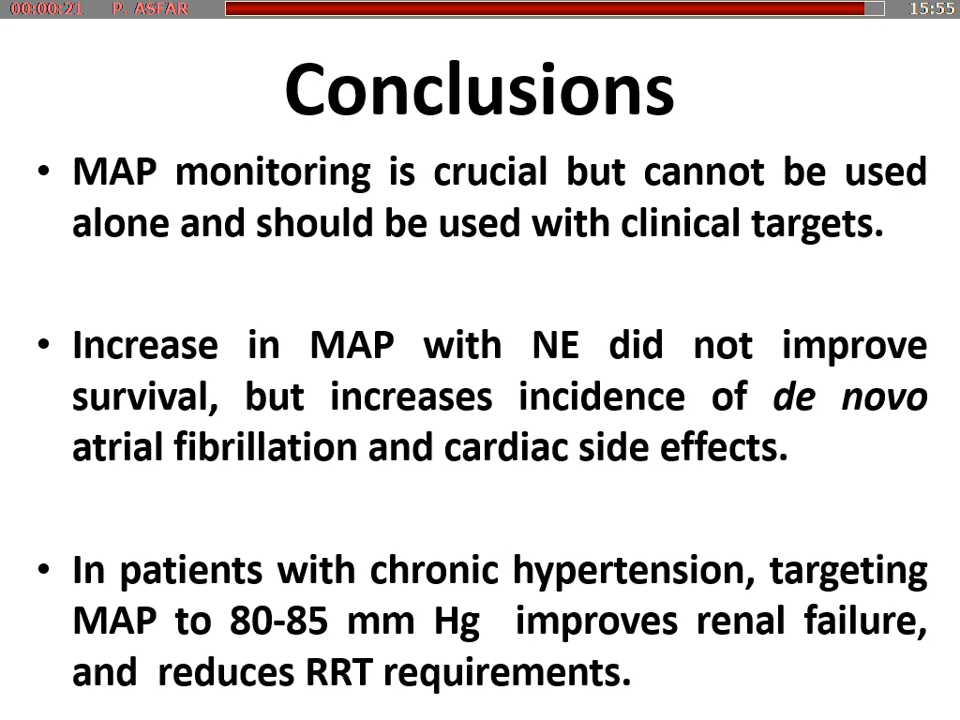 00:00:21 P. ASFAR 15:55
Conclusions
• MAP monitoring is crucial but cannot be used
alone and should be used with clinical targets.
• Increase in MAP with NE did not improve
survival, but increases incidence of de novo
atrial fibrillation and cardiac side effects.
• In patients with chronic hypertension, targeting
MAP to 80-85 mm Hg improves renal failure,
and reduces RRT requirements.